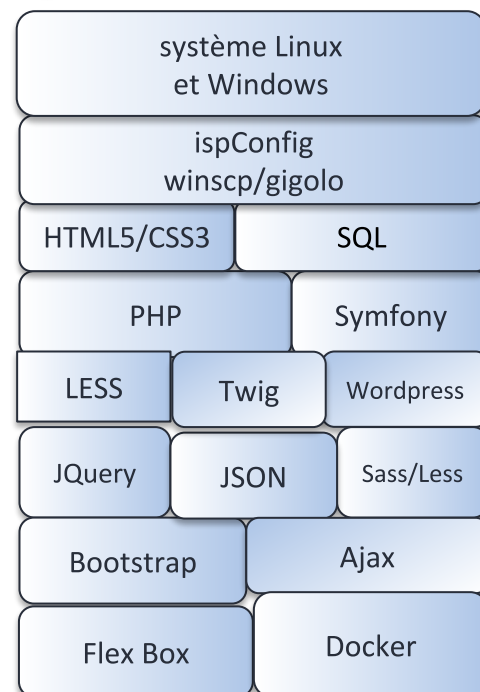 système Linux
et Windows
ispConfig
winscp/gigolo
HTML5/CSS3
SQL
PHP
Symfony
LESS
Twig
Wordpress
JQuery
JSON
Sass/Less
Bootstrap
Ajax
Flex Box
Docker